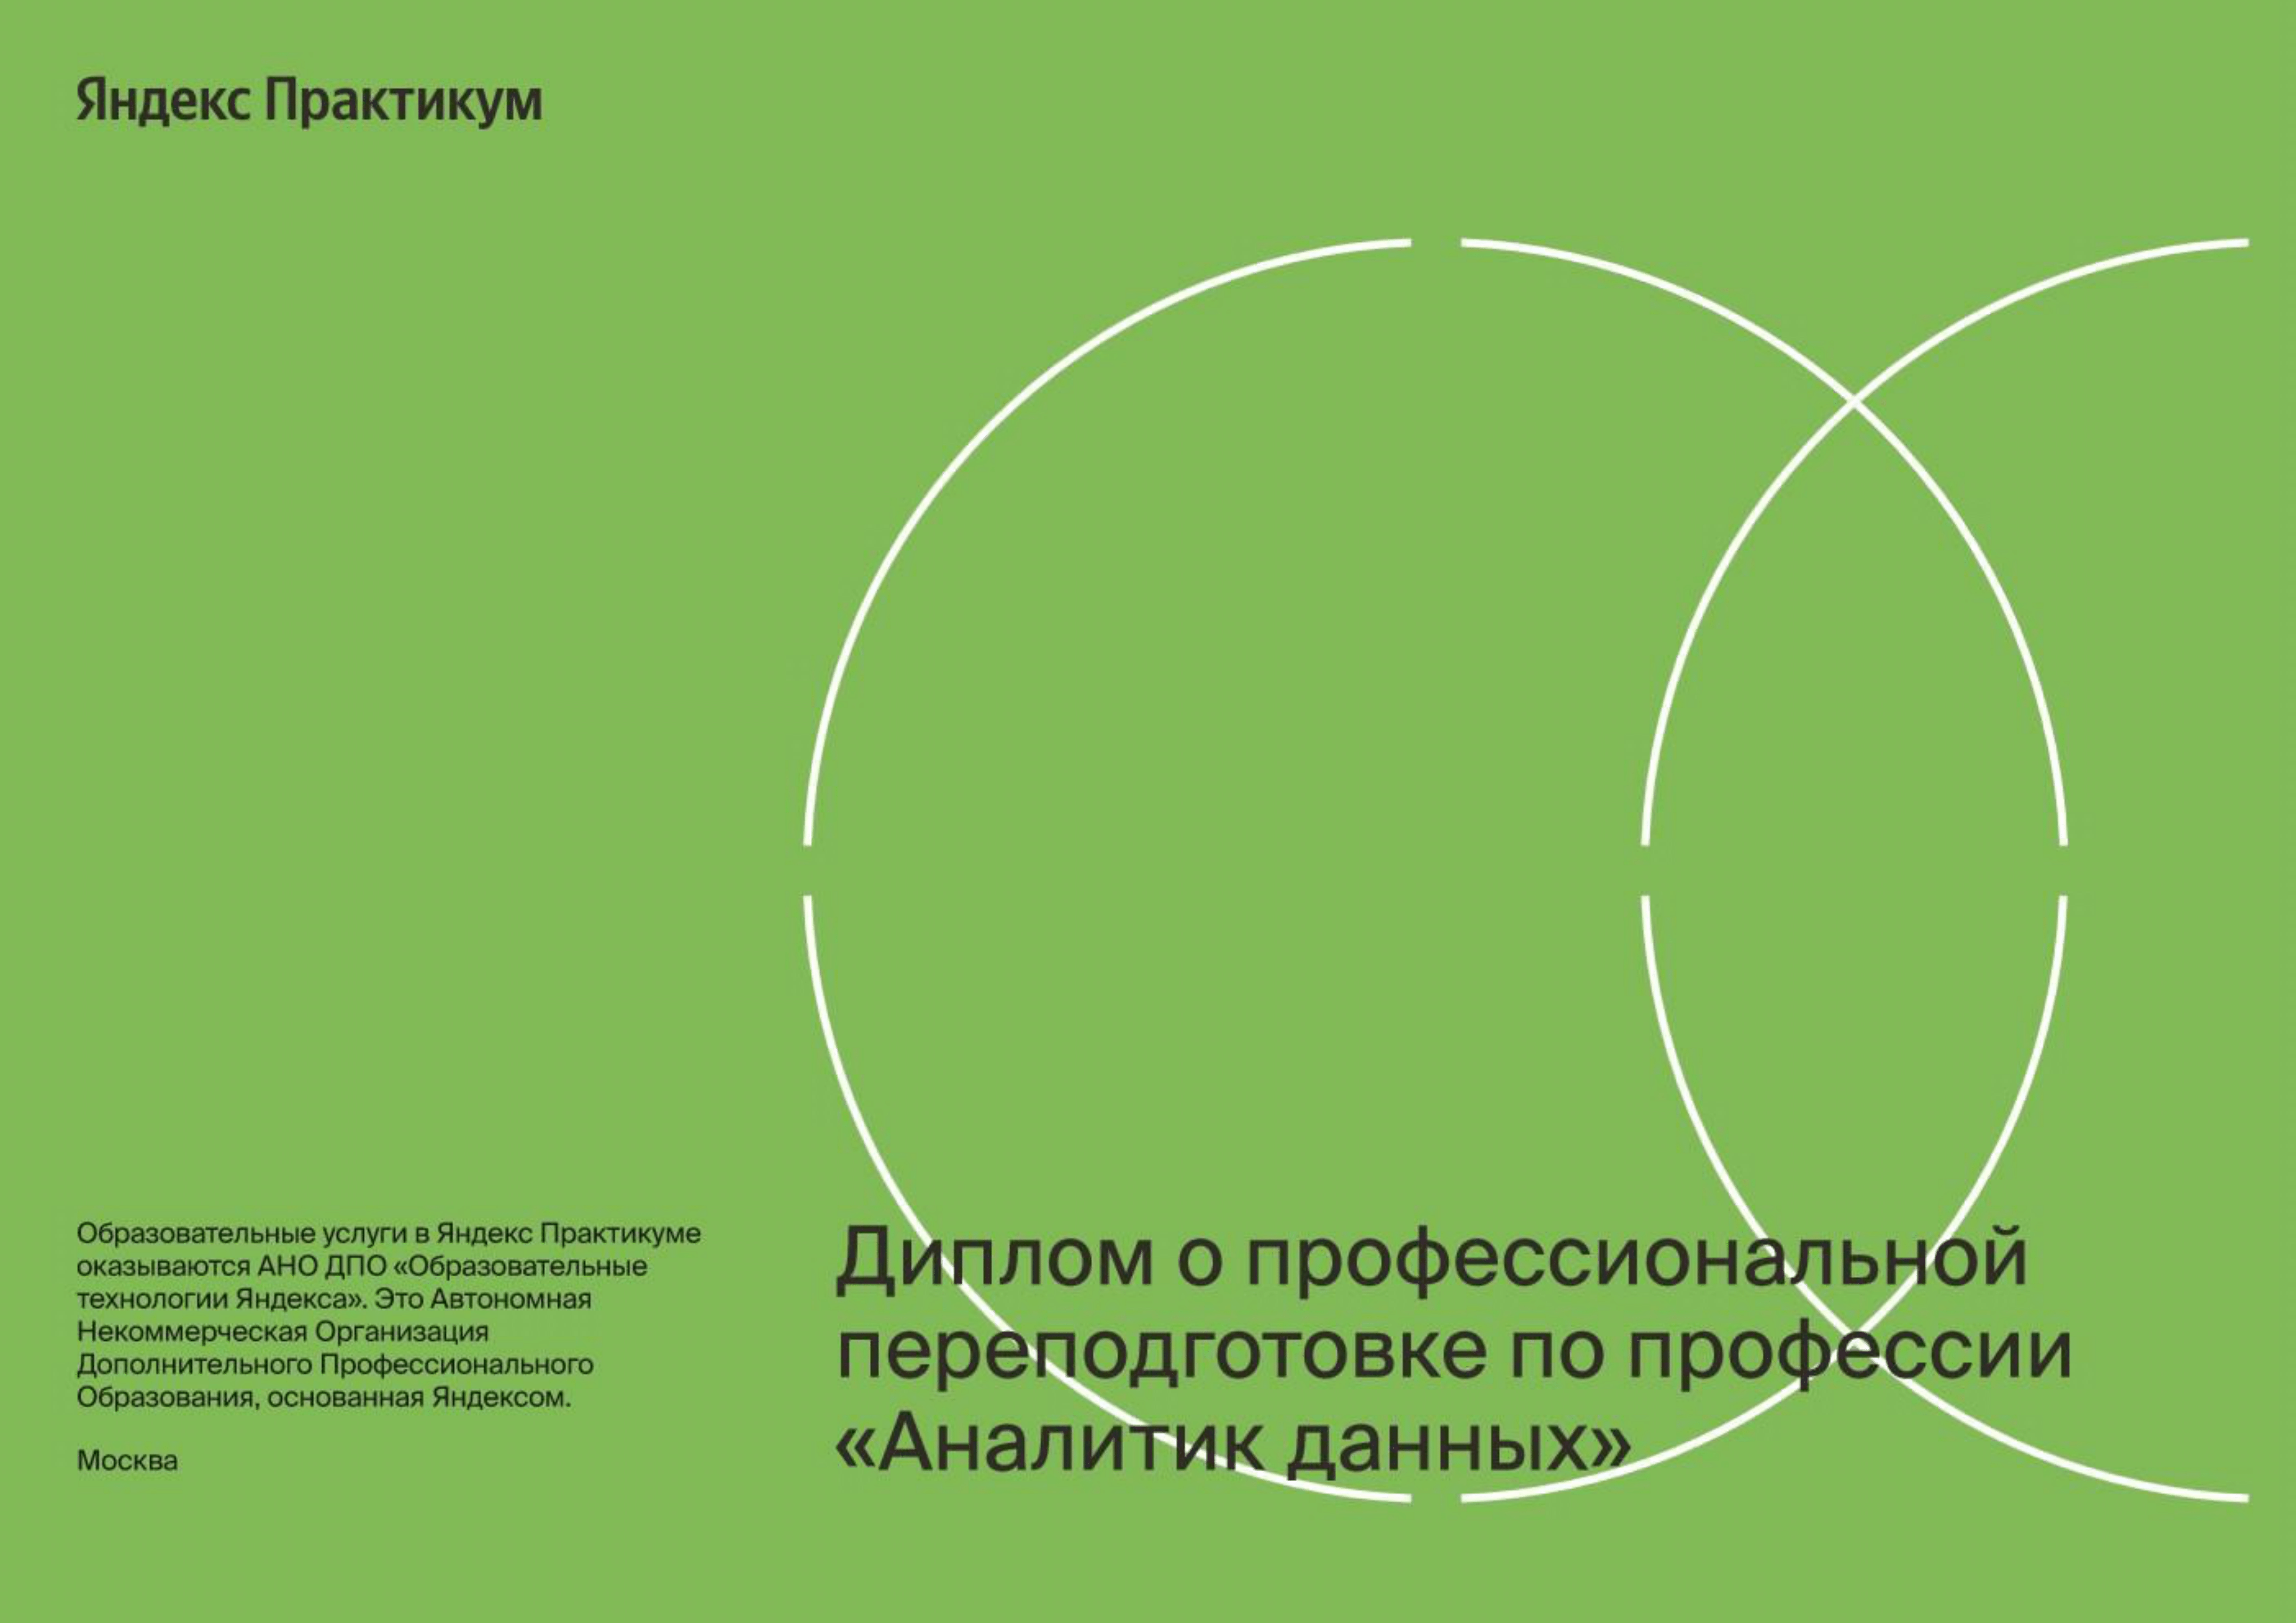 Яндекс Практикум
Образовательные услуги в Яндекс Практикуме
оказываются АНО ДПО «Образовательные
технологии Яндекса». Это Автономная
Некоммерческая Организация
Дополнительного Профессионального
Образования, основанная Яндексом.
Москва
Диплом о профессиональной
переподготовке по профессии
«Аналитик данных»